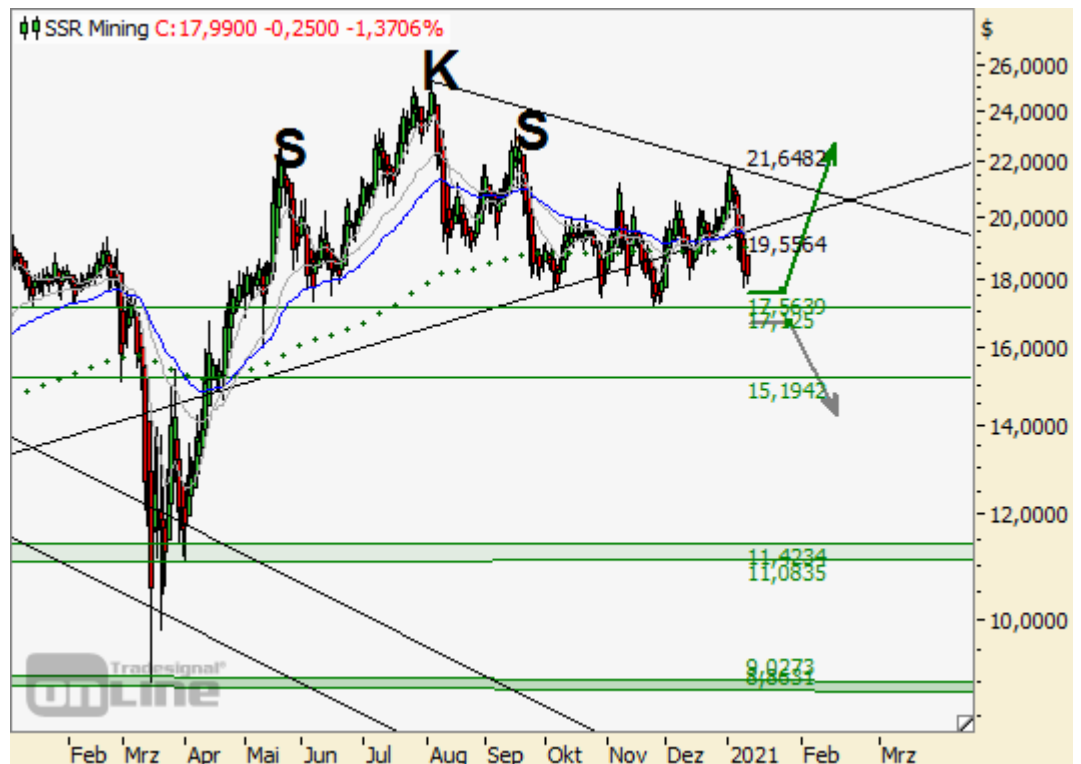 SSR Mining C:17,9900 -0,2500 -1,3706%
$
K
S
S
26,0000
24,0000
22,0000
20,0000
18,0000
16,0000
14,0000
12,0000
10,0000
21,6482
19,5564
17,5639
15,1942
11,4234
11,0835
9,0273
8,8631
Tradesignal®
onLine
Feb Mrz Apr Mai Jun Jul Aug Sep Okt Nov Dez 2021 Feb Mrz